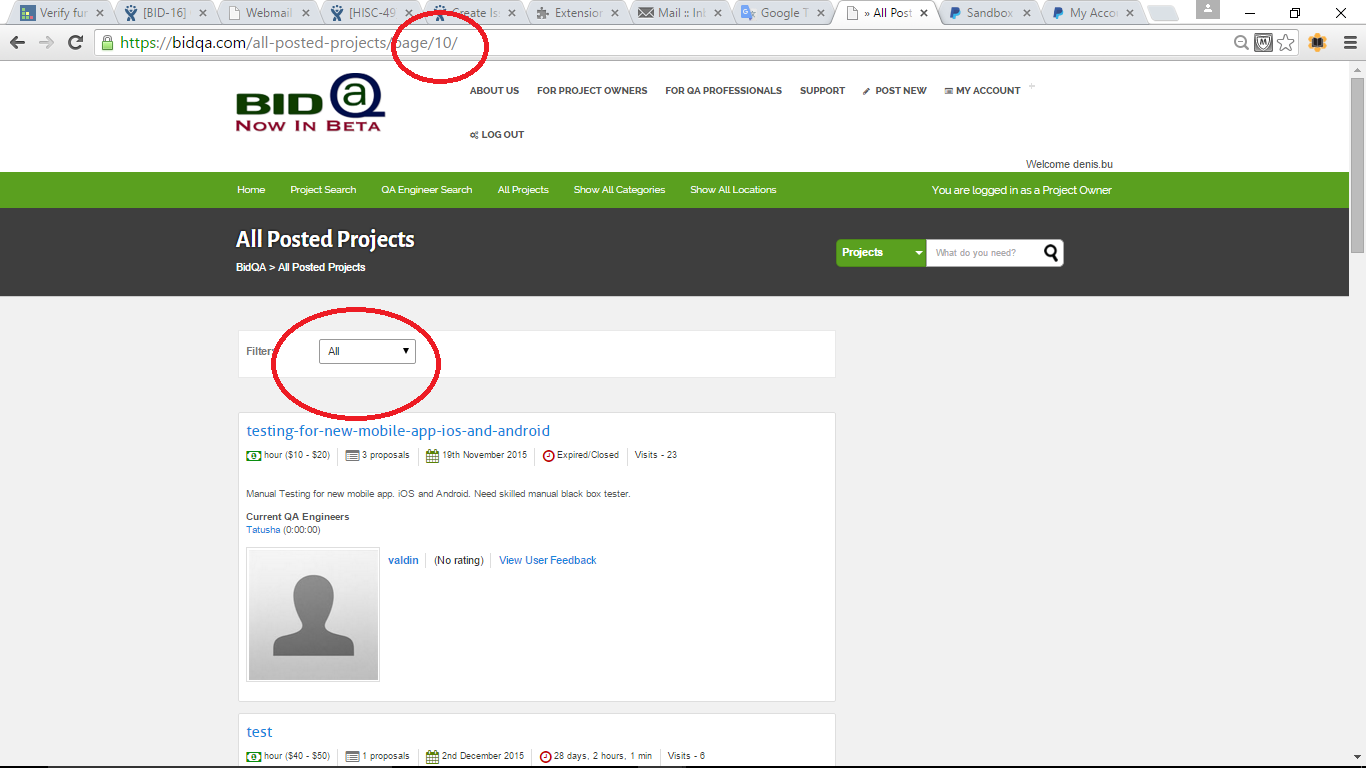 Verify fur
[BID-16]
Webmail
[HISC-49
Create Iss
Extension
Mail :: Inb
Google T
» All Post
Sandbox
My Accou
https://bidqa.com/all-posted-projects/page/10/
BID Qa
NOW IN BETA
ABOUT US
FOR PROJECT OWNERS
FOR QA PROFESSIONALS
SUPPORT
POST NEW
MY ACCOUNT
LOG OUT
Welcome denis.bu
Home
Project Search
QA Engineer Search
All Projects
Show All Categories
Show All Locations
You are logged in as a Project Owner
All Posted Projects
BidQA > All Posted Projects
Projects
What do you need?
Filter:
All
testing-for-new-mobile-app-ios-and-android
hour ($10 - $20)
3 proposals
19th November 2015
Expired/Closed
Visits - 23
Manual Testing for new mobile app. iOS and Android. Need skilled manual black box tester.
Current QA Engineers
Tatusha (0:00:00)
valdin
(No rating)
View User Feedback
test
hour ($40 - $50)
1 proposals
2nd December 2015
28 days, 2 hours, 1 min
Visits - 6